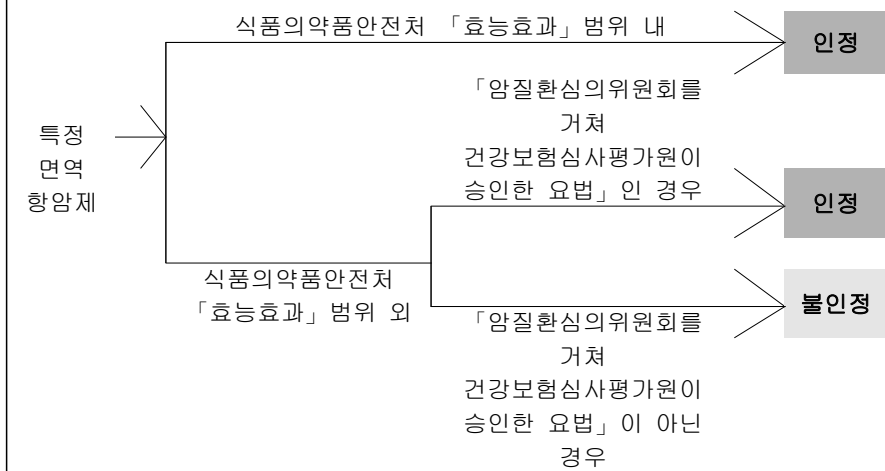 식품의약품안전처 「효능효과」범위 내
인정
특정
면역
항암제
「암질환심의위원회를
거쳐
건강보험심사평가원이
승인한 요법」인 경우
인정
식품의약품안전처
「효능효과」범위 외
불인정
「암질환심의위원회를
거쳐
건강보험심사평가원이
승인한 요법」이 아닌
경우